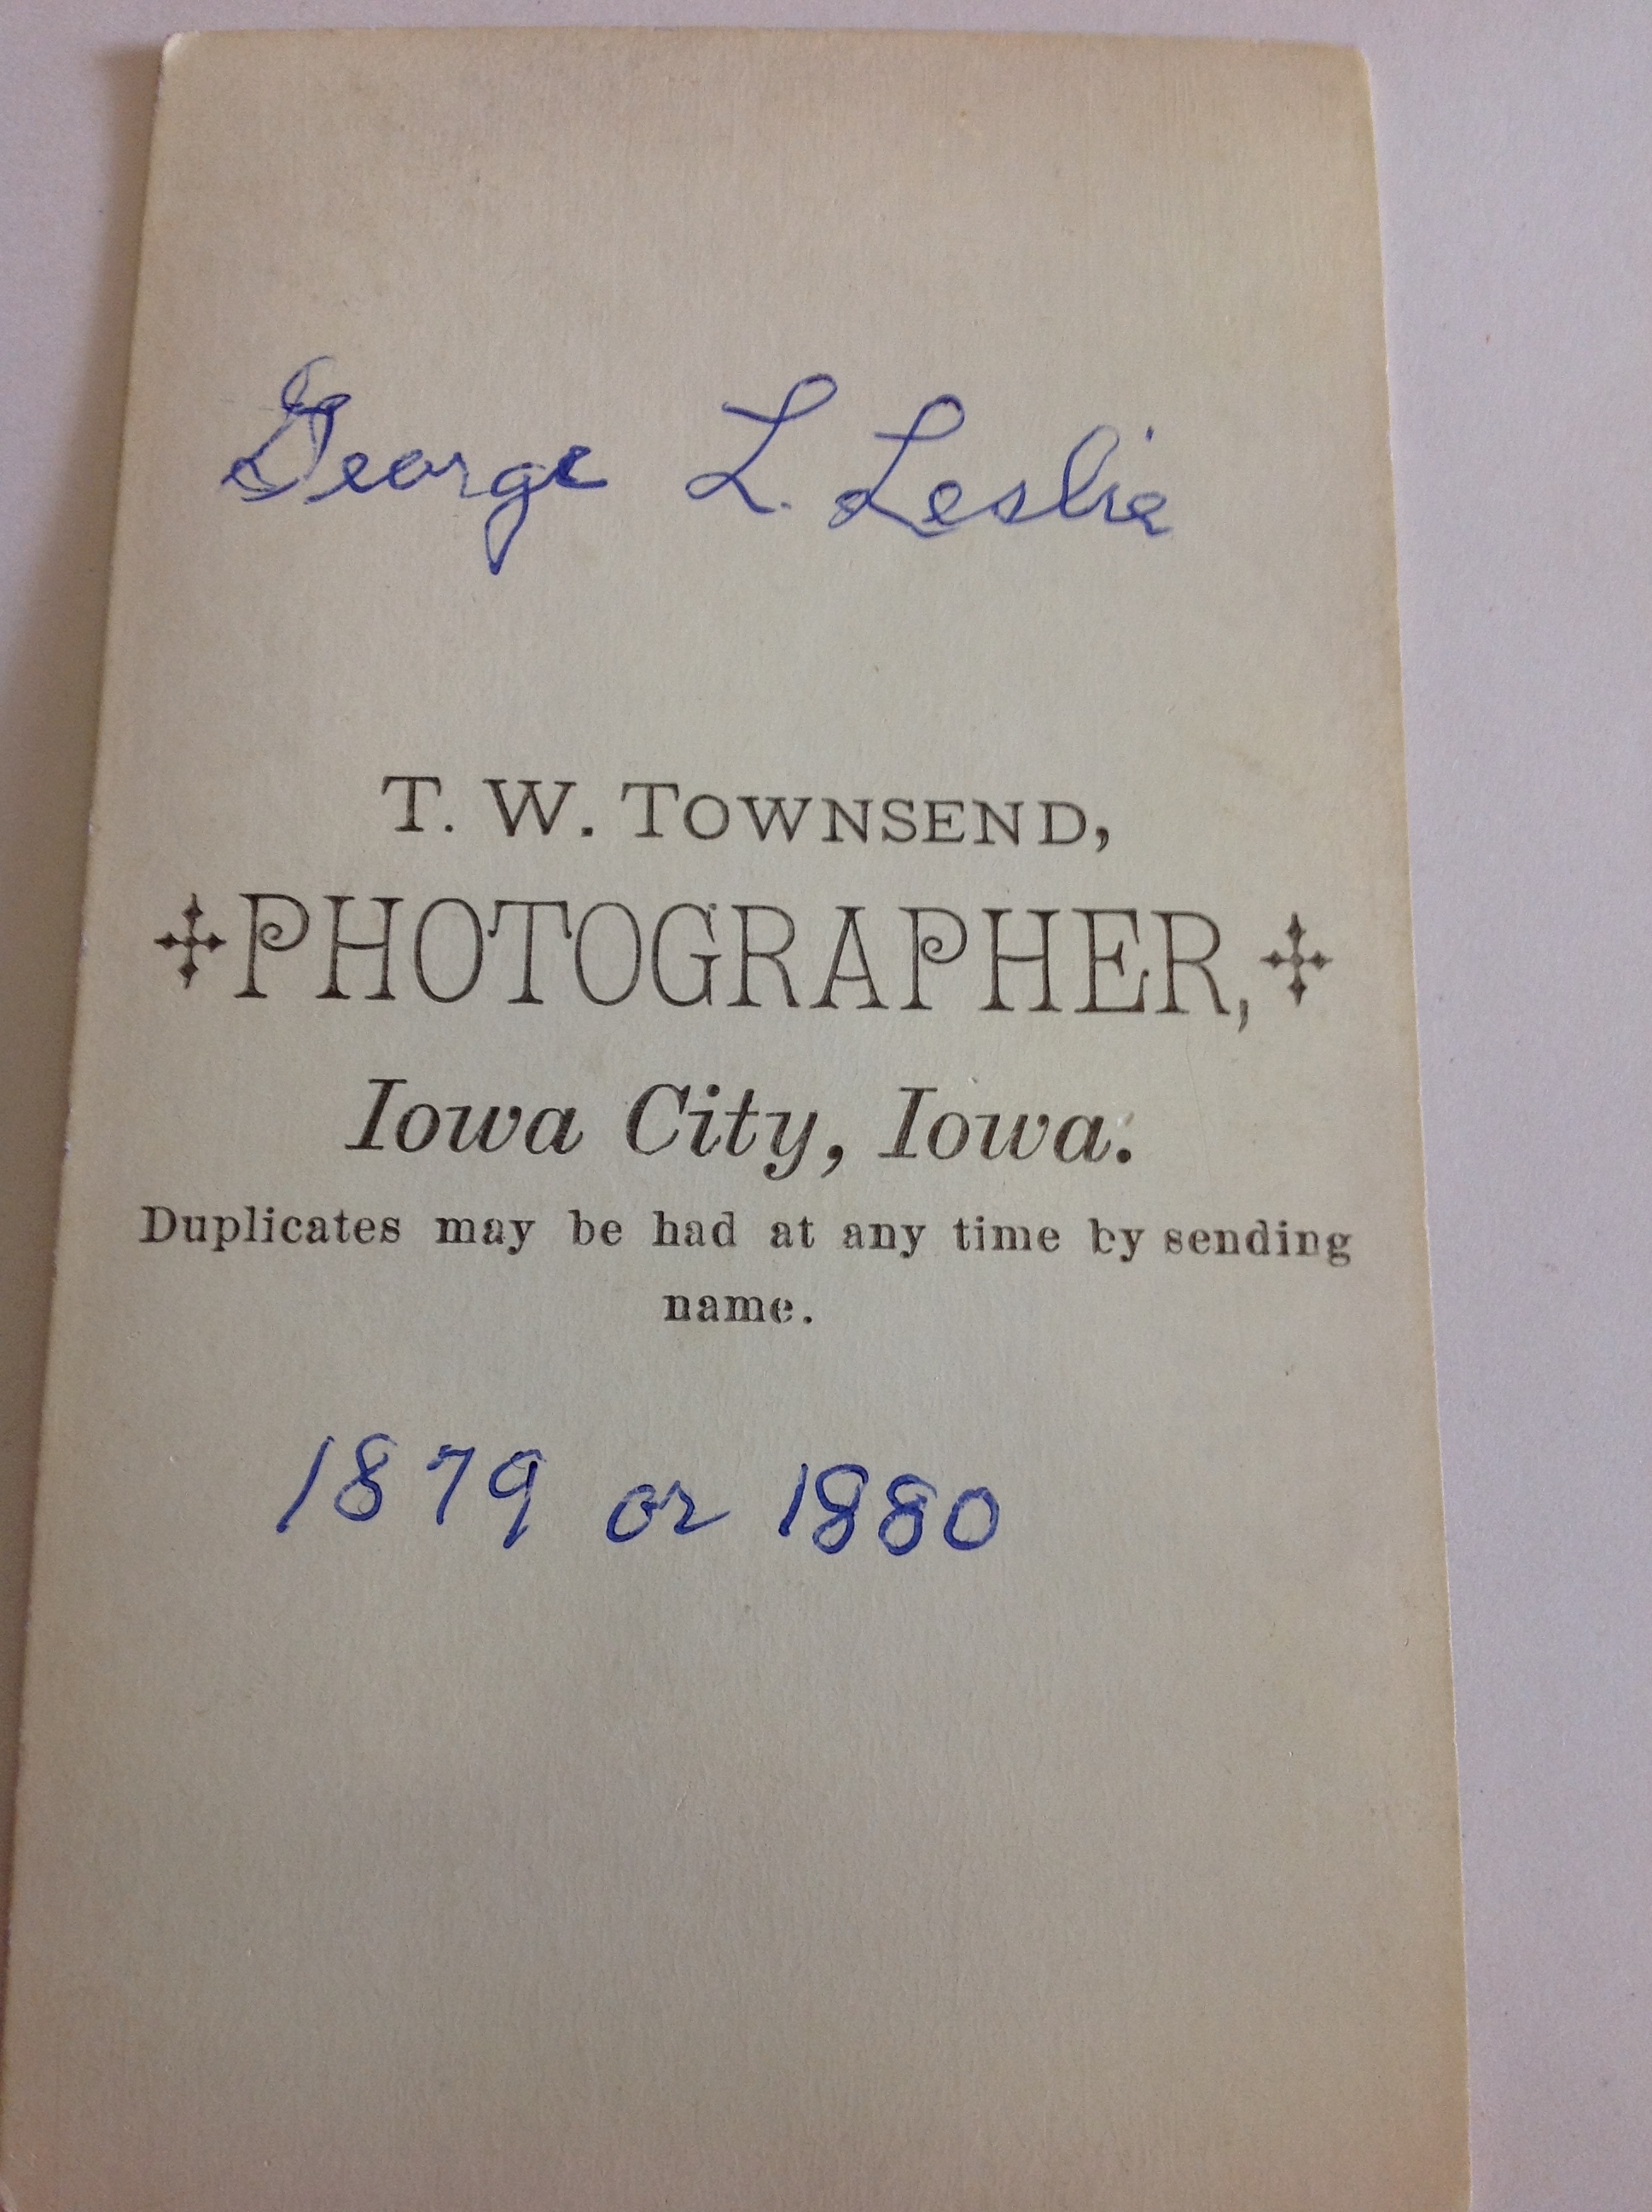 George L. Leslie
T. W. TOWNSEND,
PHOTOGRAPHER,
Iowa City, Iowa.
Duplicates may be had at any time by sending
name.
1879 or 1880